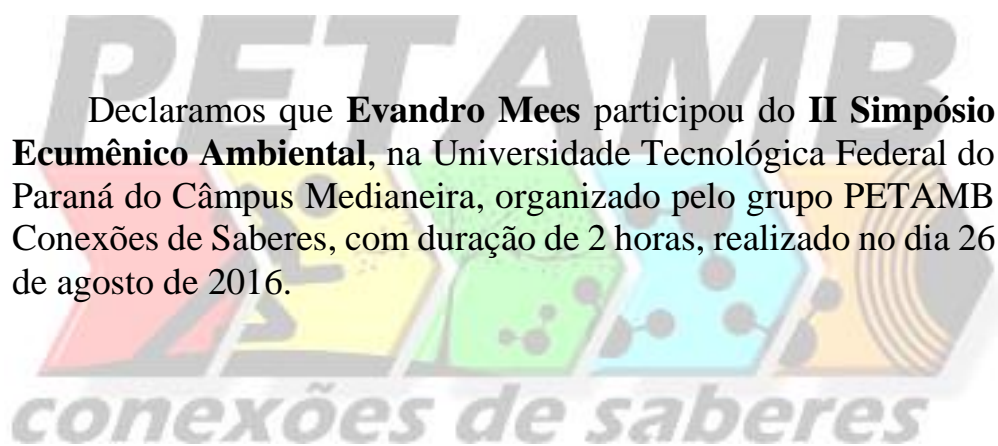 PETAMB
Declaramos que Evandro Mees participou do II Simpósio
Ecumênico Ambiental, na Universidade Tecnológica Federal do
Paraná do Câmpus Medianeira, organizado pelo grupo PETAMB
Conexões de Saberes, com duração de 2 horas, realizado no dia 26
de agosto de 2016.
conexões de saberes